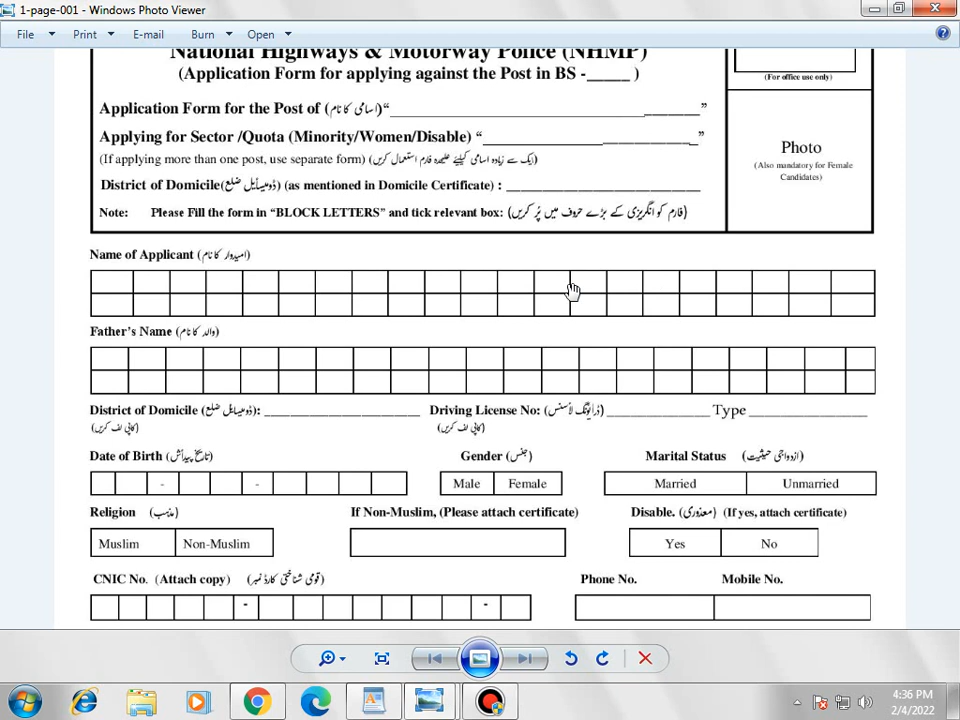 1-page-001 - Windows Photo Viewer
File Print E-mail Burn Open
National Highways & Motorway Police (NHMP)
(Application Form for applying against the Post in BS -_____ )
(For office use only)
Application Form for the Post of (اسامی کا نام)“______________________________”
Applying for Sector /Quota (Minority/Women/Disable) “____________________”
(If applying more than one post, use separate form) (ایک سے زیادہ اسامی کیلیئے علیحدہ فارم استعمال کریں)
District of Domicile(ڈومیسائیل ضلع) (as mentioned in Domicile Certificate) : ____________________
Note: Please Fill the form in “BLOCK LETTERS” and tick relevant box: (فارم کو انگریزی کے بڑے حروف میں پُر کریں)
Photo
(Also mandatory for Female
Candidates)
Name of Applicant (امیدوار کا نام)
Father’s Name (والد کا نام)
District of Domicile (ڈومیسایل ضلع): ____________________ Driving License No: (ڈرائیونگ لائسنس) _____________ Type _______________
(کاپی لف کریں) (کاپی لف کریں)
Date of Birth (تاریخ پیدائش) Gender (جنس) Marital Status (ازدواجی حیثیت)
- - Male Female Married Unmarried
Religion (مذہب) If Non-Muslim, (Please attach certificate) Disable. (معذوری) (If yes, attach certificate)
Muslim Non-Muslim Yes No
CNIC No. (Attach copy) (قومی شناختی کارڈ نمبر) Phone No. Mobile No.
- -
4:36 PM
2/4/2022